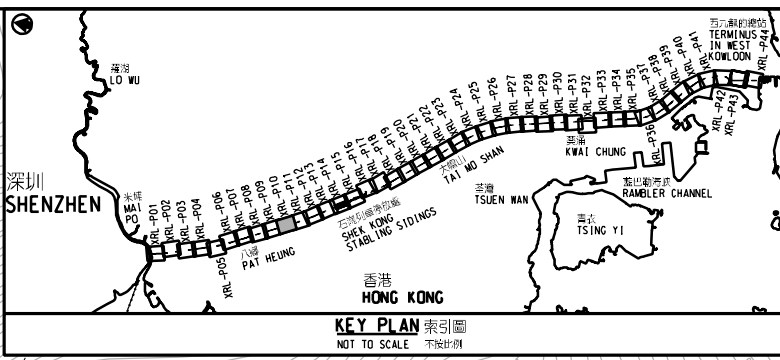 羅湖
LO WU
深圳
SHENZHEN
米埔
MAI
PO
XRL-P01
XRL-P02
XRL-P03
XRL-P04
XRL-P05
XRL-P06
XRL-P07
XRL-P08
XRL-P09
XRL-P10
XRL-P11
XRL-P12
XRL-P13
XRL-P14
XRL-P15
XRL-P16
XRL-P17
XRL-P18
XRL-P19
XRL-P20
XRL-P21
XRL-P22
XRL-P23
XRL-P24
XRL-P25
XRL-P26
XRL-P27
XRL-P28
XRL-P29
XRL-P30
XRL-P31
XRL-P32
XRL-P33
XRL-P34
XRL-P35
XRL-P36
XRL-P37
XRL-P38
XRL-P39
XRL-P40
XRL-P41
XRL-P42
XRL-P43
XRL-P44
西九龍的總站
TERMINUS
IN WEST
KOWLOON
八鄉
PAT HEUNG
石崗列車停放處
SHEK KONG
STABLING SIDINGS
大帽山
TAI MO SHAN
葵涌
KWAI CHUNG
荃灣
TSUEN WAN
藍巴勒海峽
RAMBLER CHANNEL
青衣
TSING YI
香港
HONG KONG
KEY PLAN 索引圖
NOT TO SCALE 不按比例